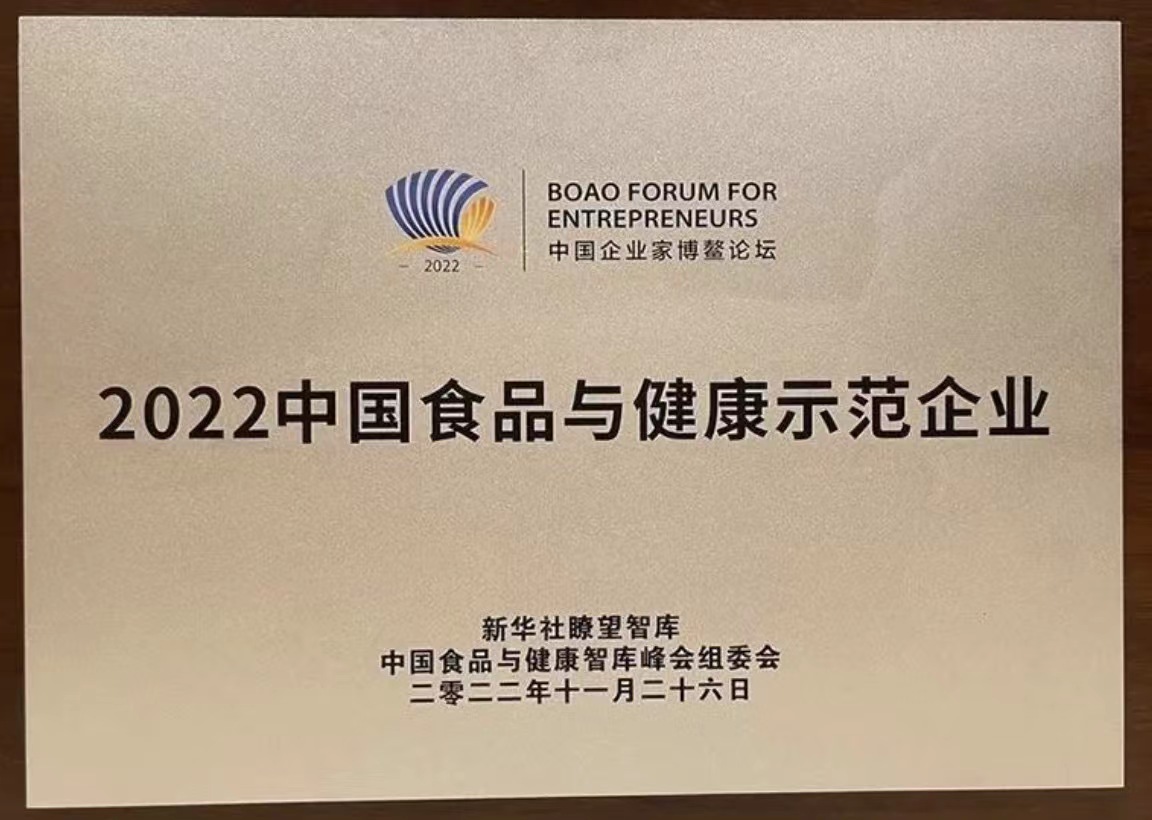 BOAO FORUM FOR
ENTREPRENEURS
中国企业家博鳌论坛
- 2022 -
2022中国食品与健康示范企业
新华社瞭望智库
中国食品与健康智库峰会组委会
二零二二年十一月二十六日